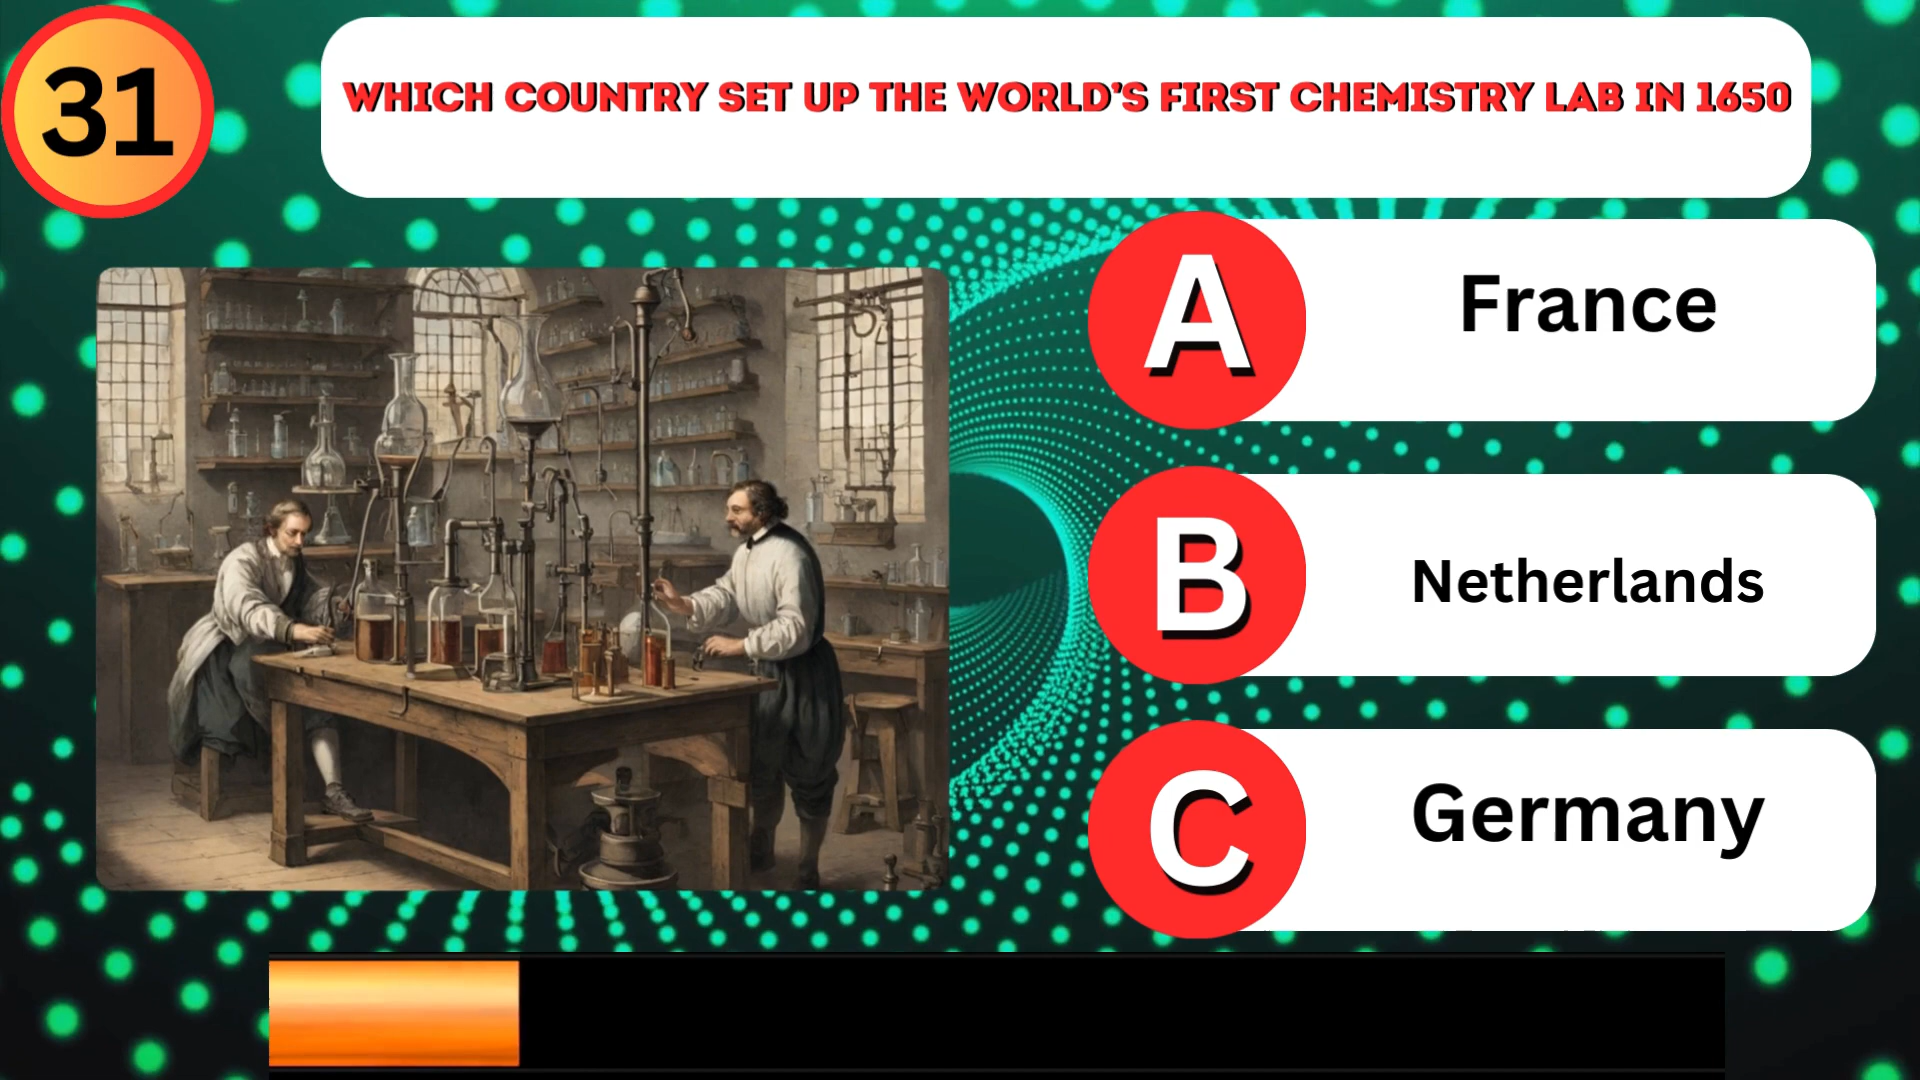 31
WHICH COUNTRY SET UP THE WORLD'S FIRST CHEMISTRY LAB IN 1650
A
France
B
Netherlands
C
Germany